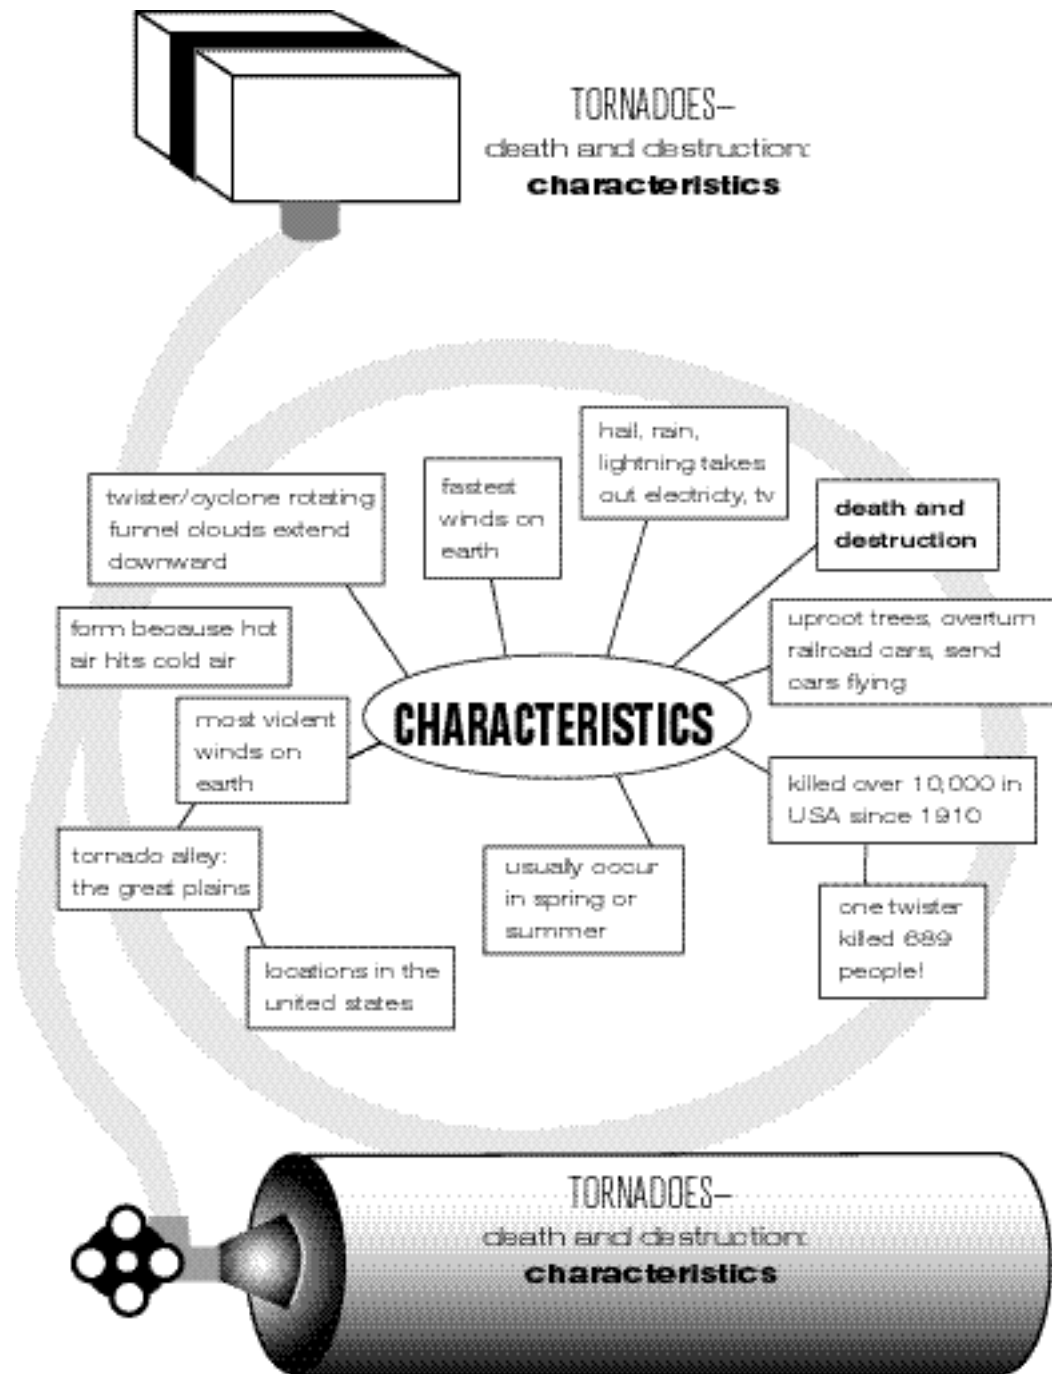 TORNADOES—
death and destruction:
characteristics
hail, rain,
lightning takes
out electricty, tv
fastest
winds on
earth
twister/cyclone rotating
funnel clouds extend
downward
death and
destruction
form because hot
air hits cold air
uproot trees, overturn
railroad cars, send
cars flying
most violent
winds on
earth
CHARACTERISTICS
killed over 10,000 in
USA since 1910
tornado alley:
the great plains
usually occur
in spring or
summer
one twister
killed 689
people!
locations in the
united states
TORNADOES—
death and destruction:
characteristics